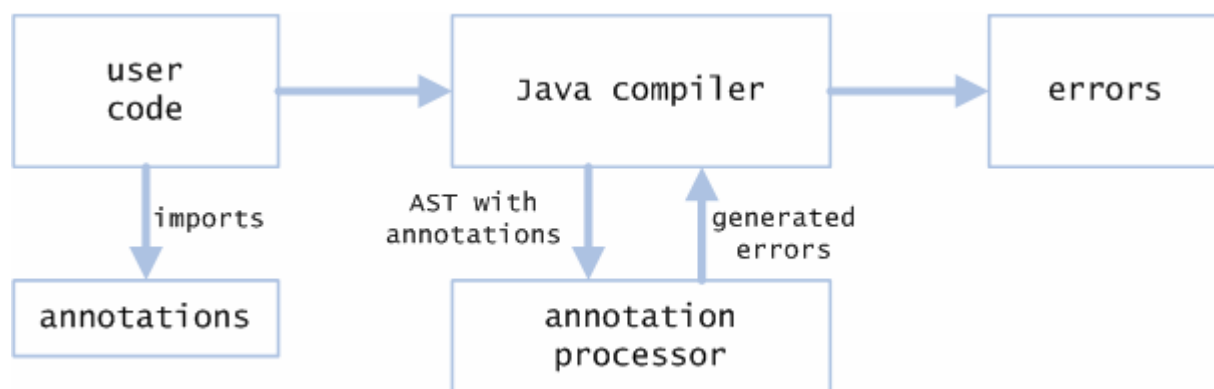 user
code
Java compiler
errors
imports
AST with
annotations
generated
errors
annotations
annotation
processor